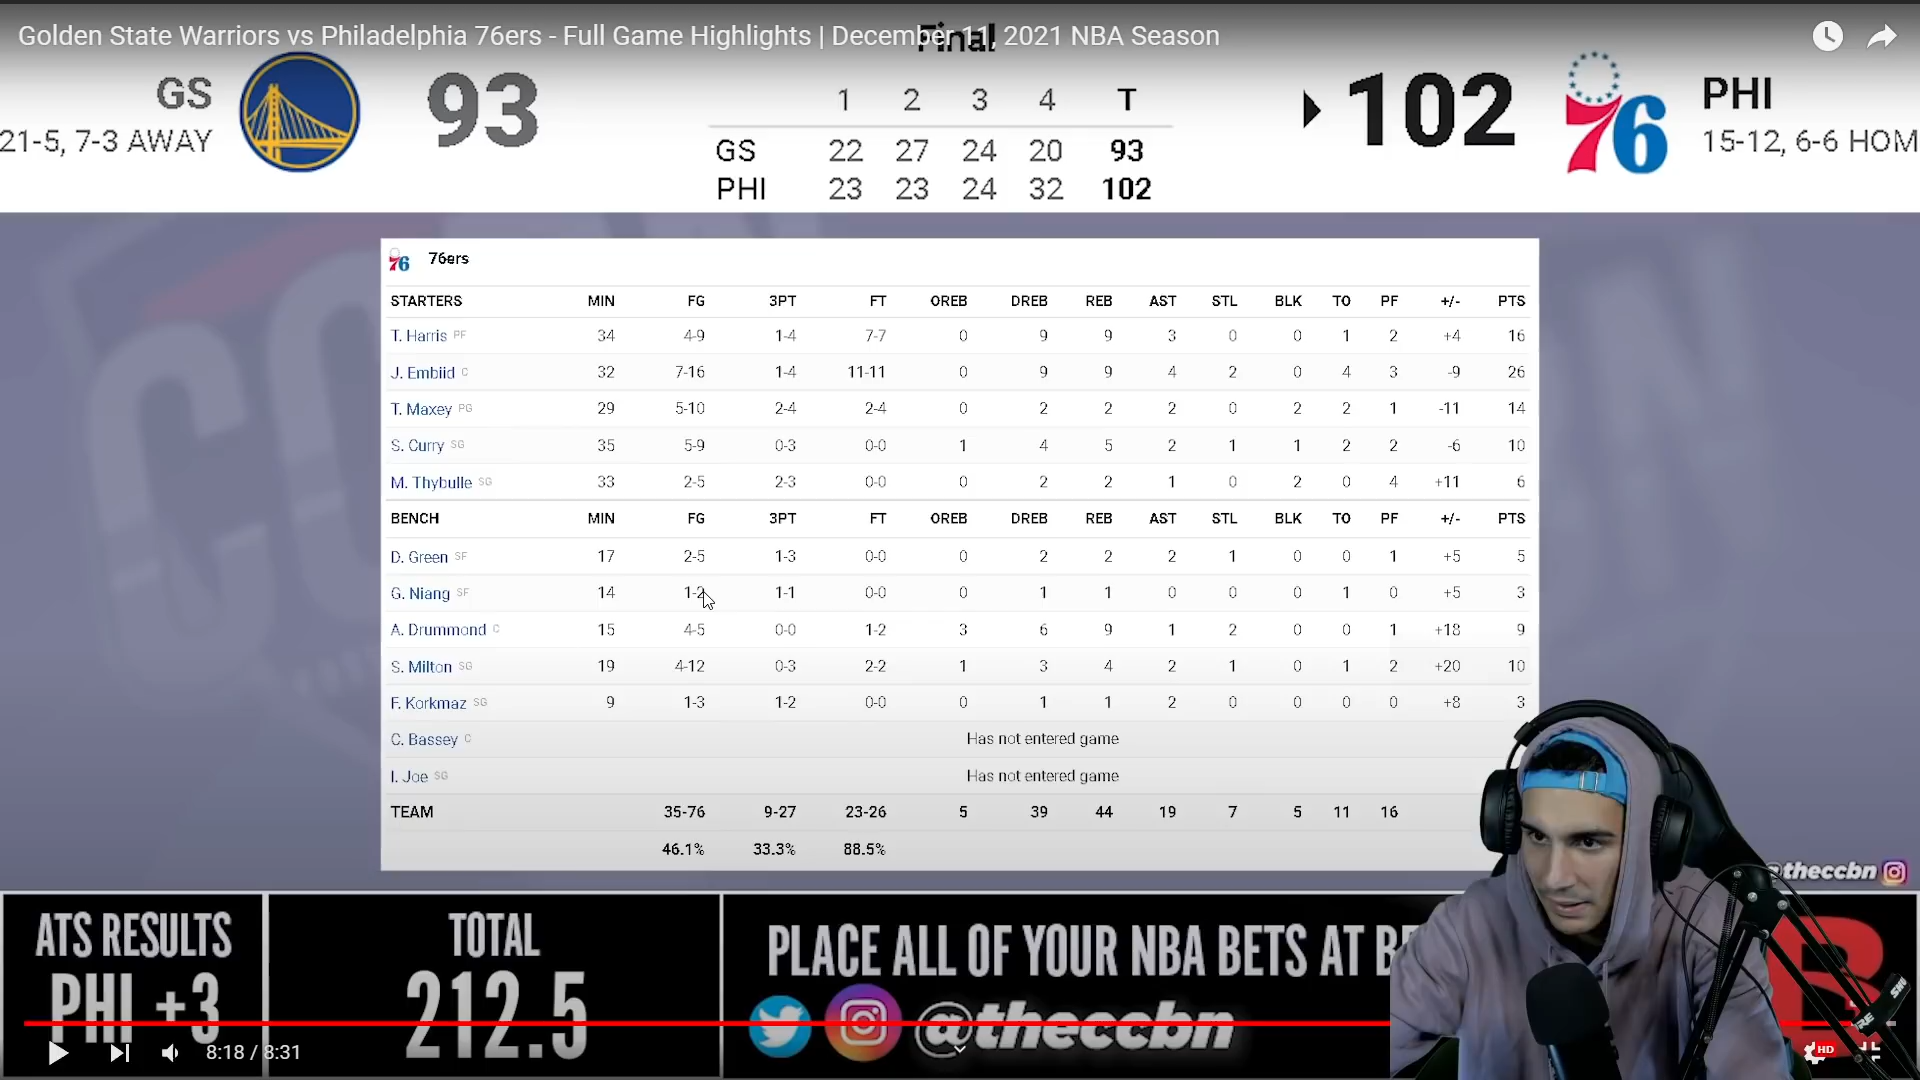 Golden State Warriors vs Philadelphia 76ers - Full Game Highlights | December 11, 2021 NBA Season
Final
GS 93 1 2 3 4 T 102 76 PHI
21-5, 7-3 AWAY GS 22 27 24 20 93 15-12, 6-6 HOM
PHI 23 23 24 32 102
76 76ers
STARTERS MIN FG 3PT FT OREB DREB REB AST STL BLK TO PF +/- PTS
T. Harris PF 34 4-9 1-4 7-7 0 9 9 3 0 0 1 2 +4 16
J. Embiid C 32 7-16 1-4 11-11 0 9 9 4 2 0 4 3 -9 26
T. Maxey PG 29 5-10 2-4 2-4 0 2 2 2 0 2 2 1 -11 14
S. Curry SG 35 5-9 0-3 0-0 1 4 5 2 1 1 2 2 -6 10
M. Thybulle SG 33 2-5 2-3 0-0 0 2 2 1 0 2 0 4 +11 6
BENCH MIN FG 3PT FT OREB DREB REB AST STL BLK TO PF +/- PTS
D. Green SF 17 2-5 1-3 0-0 0 2 2 2 1 0 0 1 +5 5
G. Niang SF 14 1-2 1-1 0-0 0 1 1 0 0 0 1 0 +5 3
A. Drummond C 15 4-5 0-0 1-2 3 6 9 1 2 0 0 1 +18 9
S. Milton SG 19 4-12 0-3 2-2 1 3 4 2 1 0 1 2 +20 10
F. Korkmaz SG 9 1-3 1-2 0-0 0 1 1 2 0 0 0 0 +8 3
C. Bassey C Has not entered game
I. Joe SG Has not entered game
TEAM 35-76 9-27 23-26 5 39 44 19 7 5 11 16
46.1% 33.3% 88.5%
@theccbn
ATS RESULTS TOTAL PLACE ALL OF YOUR NBA BETS AT BE
PHI +3 212.5 @theccbn
8:18 / 8:31 HD